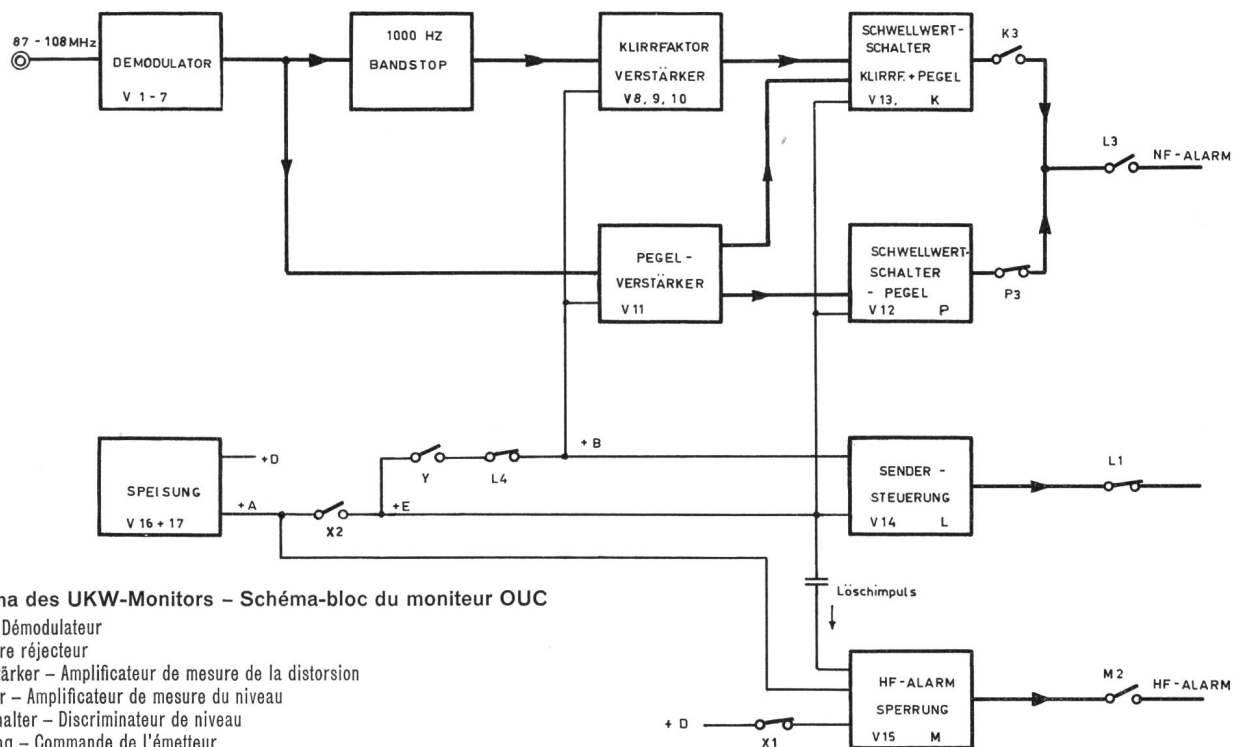 87 - 108 MHz
DEMODULATOR
V 1 - 7
1000 HZ
BANDSTOP
KLIRRFAKTOR
VERSTÄRKER
V8, 9, 10
SCHWELLWERT-
SCHALTER
KLIRRF. + PEGEL
V 13, K
K3
L3
NF - ALARM
PEGEL -
VERSTÄRKER
V 11
SCHWELLWERT-
SCHALTER
- PEGEL
V 12 P
P3
SPEISUNG
V 16 + 17
+D
+A
X2
+E
Y
L4
+ B
SENDER -
STEUERUNG
V 14 L
L1
Löschimpuls
HF - ALARM
SPERRUNG
V 15 M
M2
HF - ALARM
+ D
X1
na des UKW-Monitors – Schéma-bloc du moniteur OUC
Démodulateur
re réjecteur
tärker – Amplificateur de mesure de la distorsion
r – Amplificateur de mesure du niveau
halter – Discriminateur de niveau
ng – Commande de l'émetteur